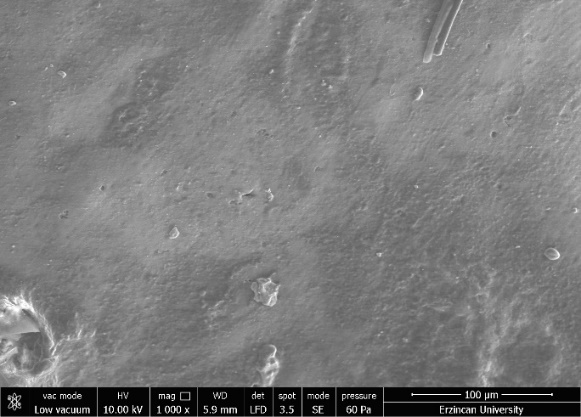 vac mode HV mag □ WD det spot mode pressure 100 µm
Low vacuum 10.00 kV 1 000 x 5.9 mm LFD 3.5 SE 60 Pa Erzincan University